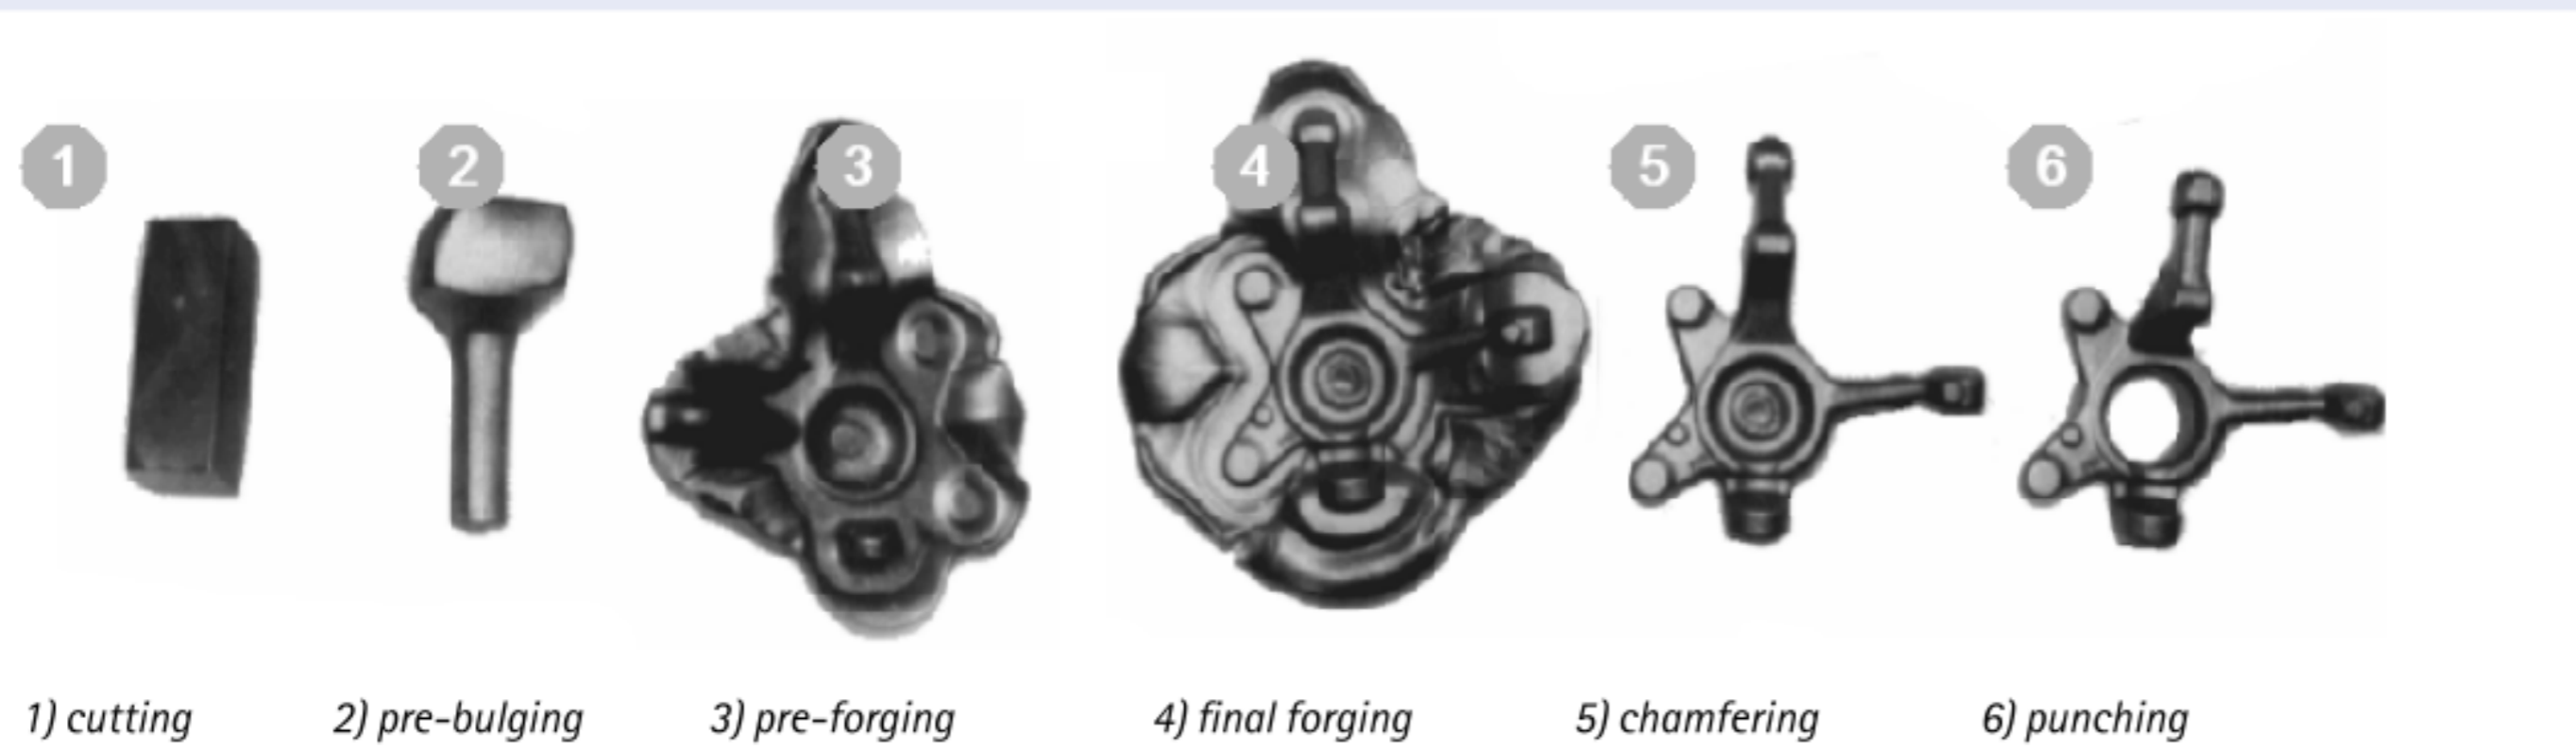 1 2 3 4 5 6
1) cutting 2) pre-bulging 3) pre-forging 4) final forging 5) chamfering 6) punching